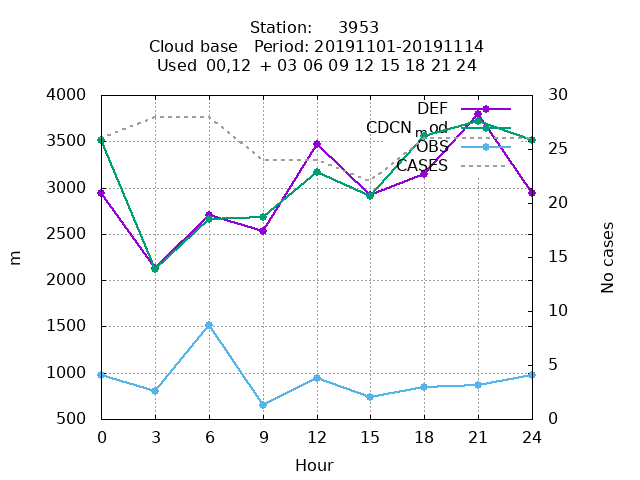 Station: 3953
Cloud base Period: 20191101-20191114
Used 00,12 + 03 06 09 12 15 18 21 24
4000
3500
3000
2500
2000
1500
1000
500
m
30
25
20
15
10
5
0
No cases
DEF
CDCN_mod
OBS
CASES
0 3 6 9 12 15 18 21 24
Hour